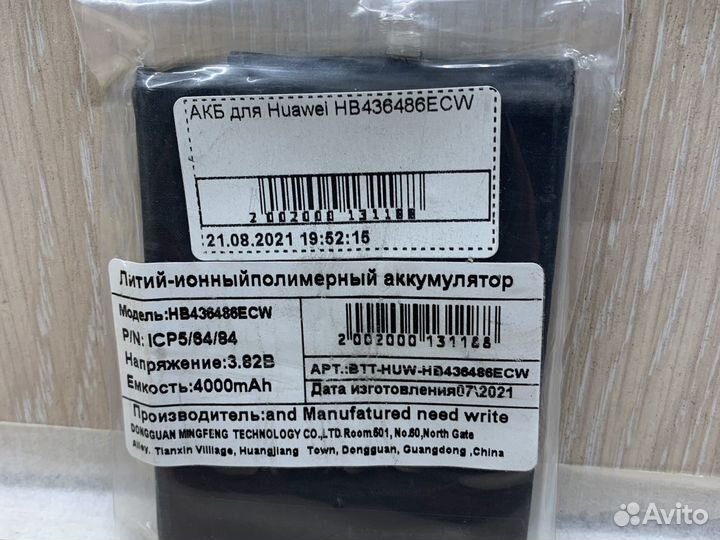 АКБ для Huawei HB436486ECW
2 002000 131188
21.08.2021 19:52:15
Литий-ионныйполимерный аккумулятор
Модель:HB436486ECW
P/N: ICP5/64/84
Напряжение:3.82В
Емкость:4000mAh
2 002000 131188
АРТ.:BTT-HUW-HB436486ECW
Дата изготовления07\2021
Производитель:and Manufatured need write
DONGGUAN MINGFENG TECHNOLOGY CO.,LTD.Room.601, No.60,North Gate
Alley, Tianxin Villiage, Huangjiang Town, Dongguan, Guangdong ,China
Avito